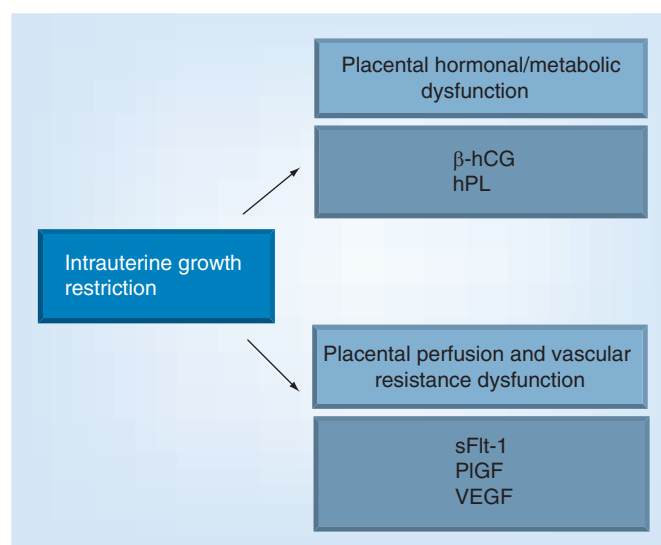 Placental hormonal/metabolic
dysfunction
β-hCG
hPL
Intrauterine growth
restriction
Placental perfusion and vascular
resistance dysfunction
sFlt-1
PlGF
VEGF